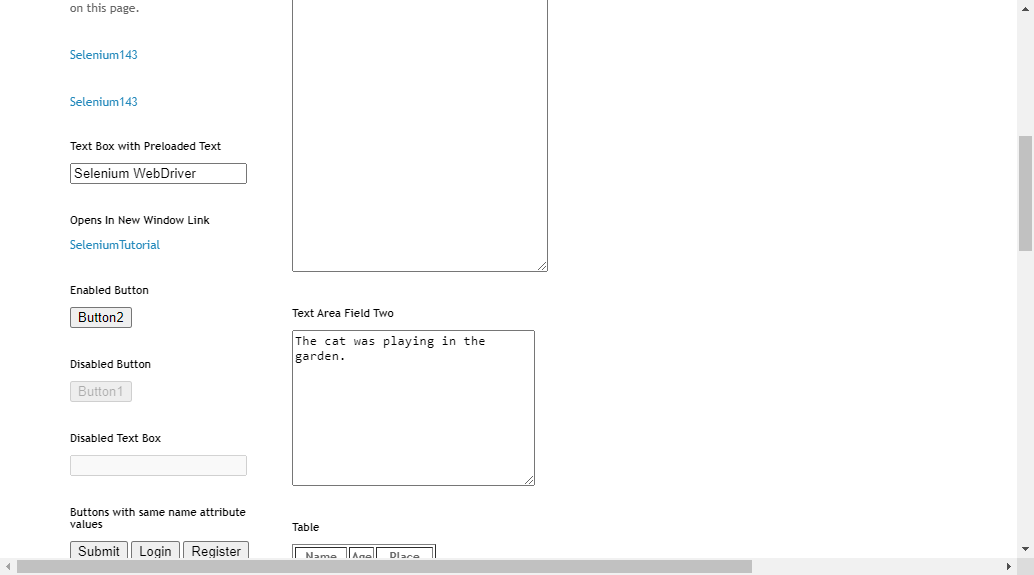 on this page.
Selenium143
Selenium143
Text Box with Preloaded Text
Selenium WebDriver
Opens In New Window Link
SeleniumTutorial
Enabled Button
Button2
Disabled Button
Button1
Disabled Text Box
Buttons with same name attribute
values
Submit Login Register
Text Area Field Two
The cat was playing in the
garden.
Table
Name Age Place